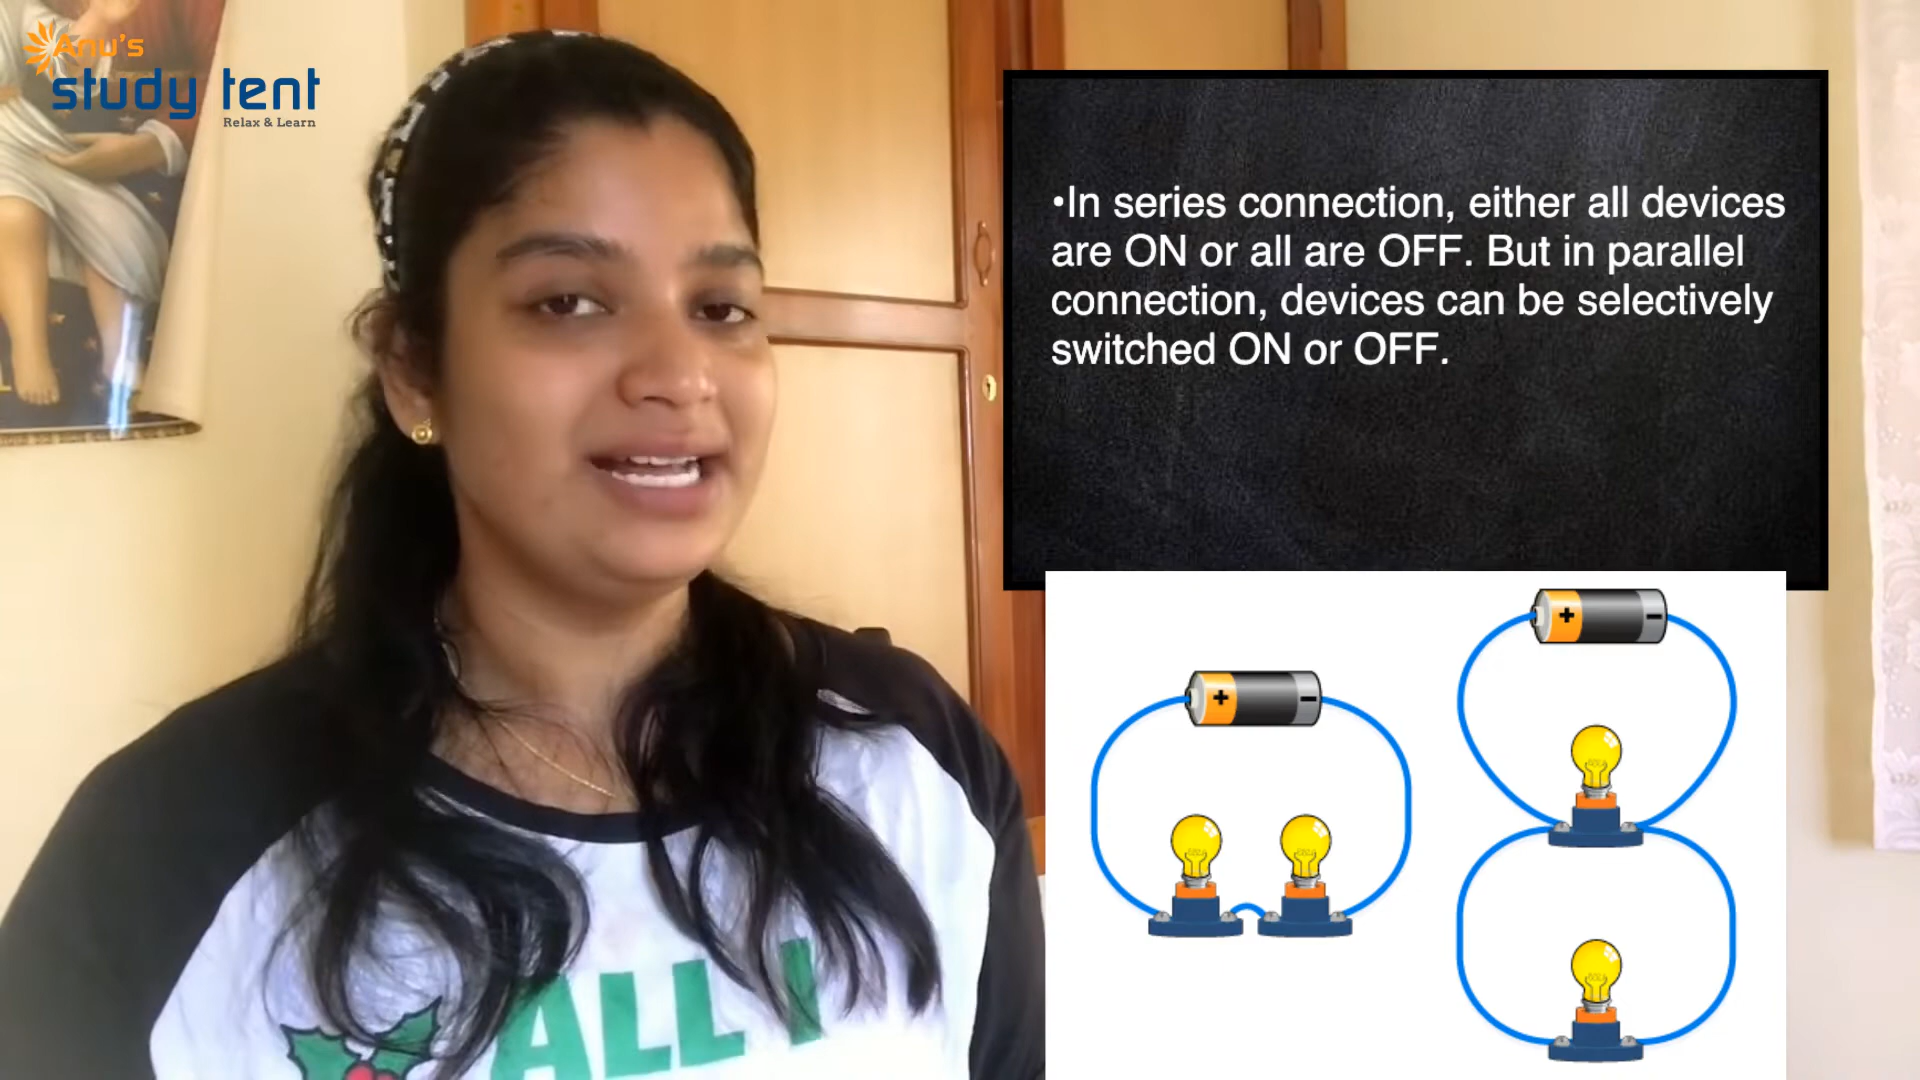 Anu's
study tent
Relax & Learn
•In series connection, either all devices
are ON or all are OFF. But in parallel
connection, devices can be selectively
switched ON or OFF.
+ −
+ −
ALL I